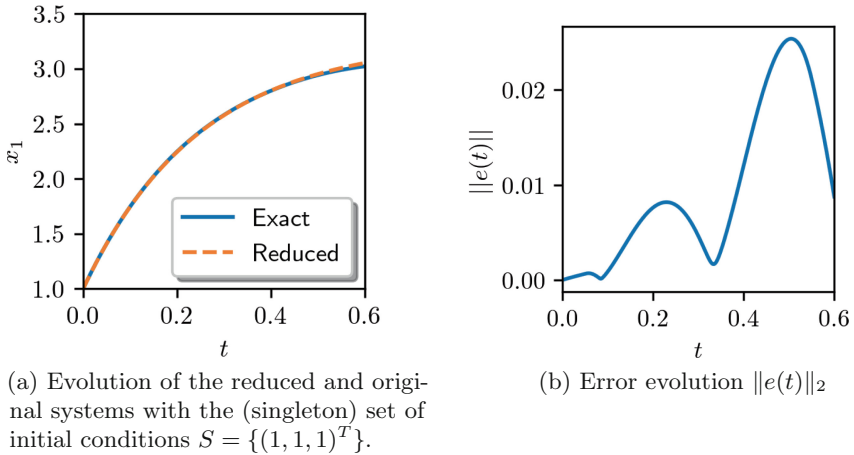 3.5
3.0
2.5
2.0
1.5
1.0
x₁
Exact
Reduced
0.0 0.2 0.4 0.6
t
(a) Evolution of the reduced and origi-
nal systems with the (singleton) set of
initial conditions S = {(1, 1, 1)ᵀ}.
0.02
0.01
0.00
||e(t)||
0.0 0.2 0.4 0.6
t
(b) Error evolution ‖e(t)‖₂